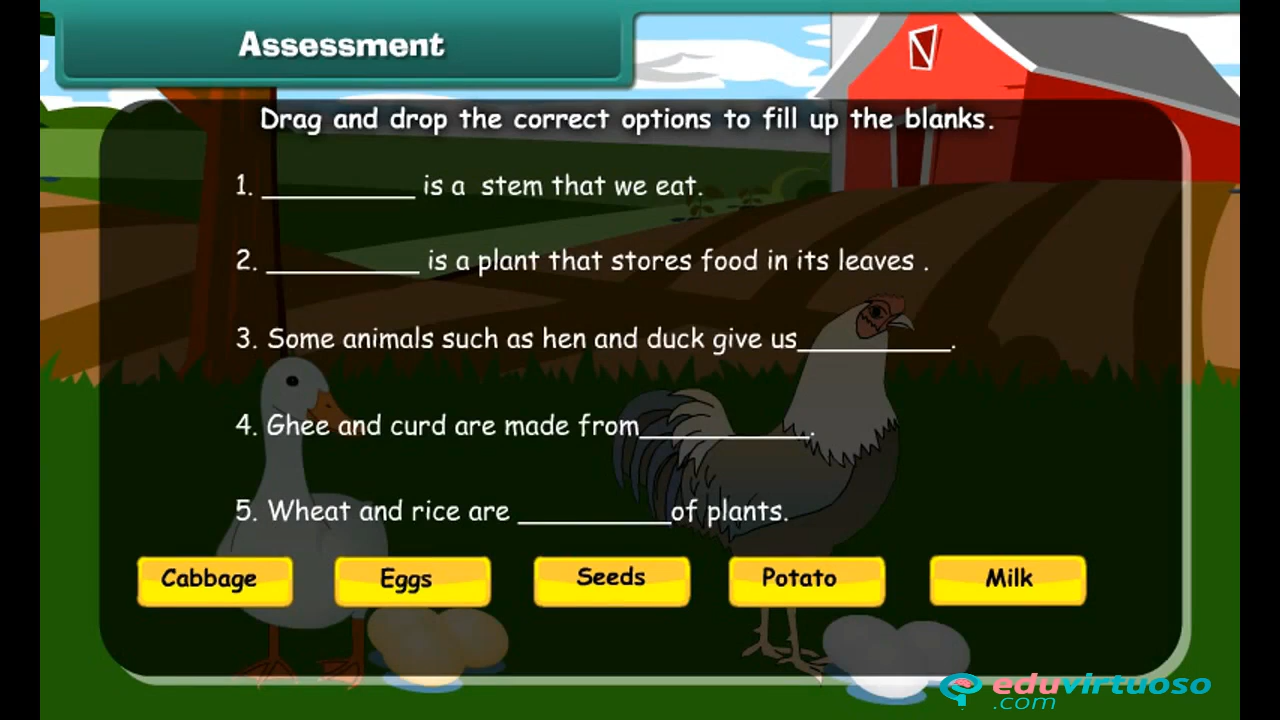 Assessment
Drag and drop the correct options to fill up the blanks.
1. __________ is a stem that we eat.
2. __________ is a plant that stores food in its leaves .
3. Some animals such as hen and duck give us__________.
4. Ghee and curd are made from___________.
5. Wheat and rice are __________of plants.
Cabbage Eggs Seeds Potato Milk
eduvirtuoso
.com